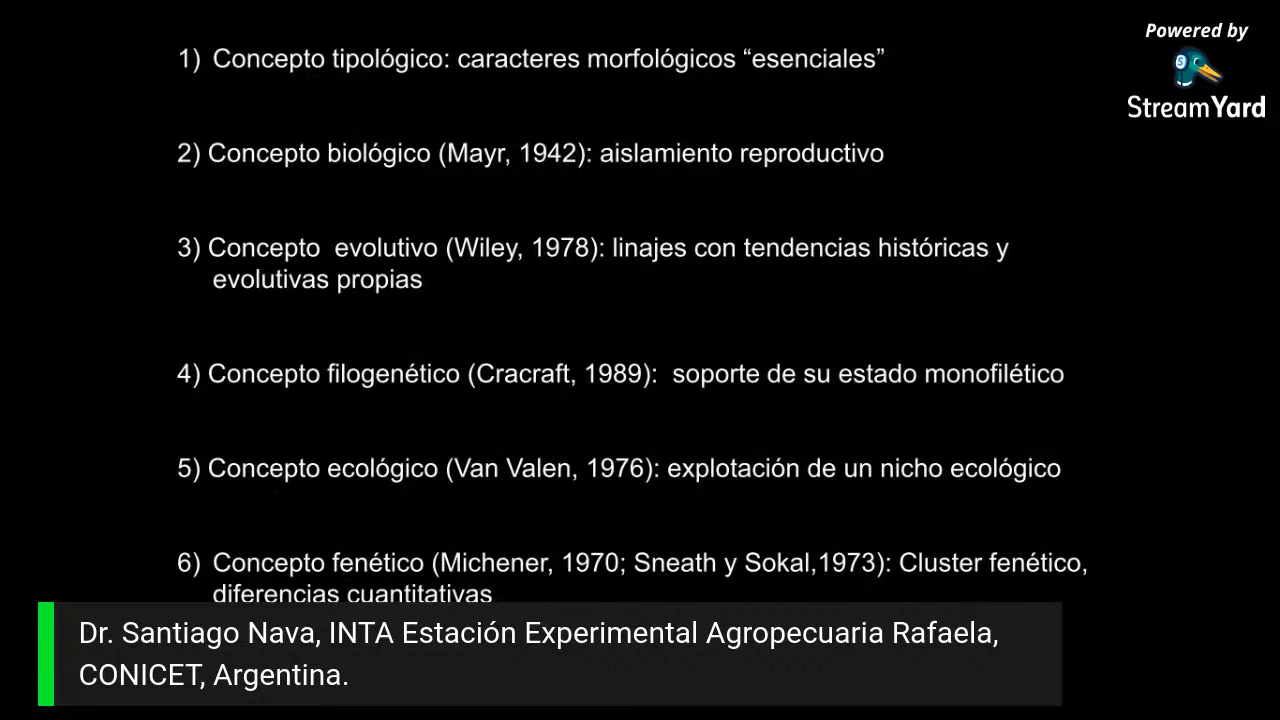 Powered by
StreamYard
1) Concepto tipológico: caracteres morfológicos “esenciales”
2) Concepto biológico (Mayr, 1942): aislamiento reproductivo
3) Concepto evolutivo (Wiley, 1978): linajes con tendencias históricas y
evolutivas propias
4) Concepto filogenético (Cracraft, 1989): soporte de su estado monofilético
5) Concepto ecológico (Van Valen, 1976): explotación de un nicho ecológico
6) Concepto fenético (Michener, 1970; Sneath y Sokal,1973): Cluster fenético,
diferencias cuantitativas
Dr. Santiago Nava, INTA Estación Experimental Agropecuaria Rafaela,
CONICET, Argentina.